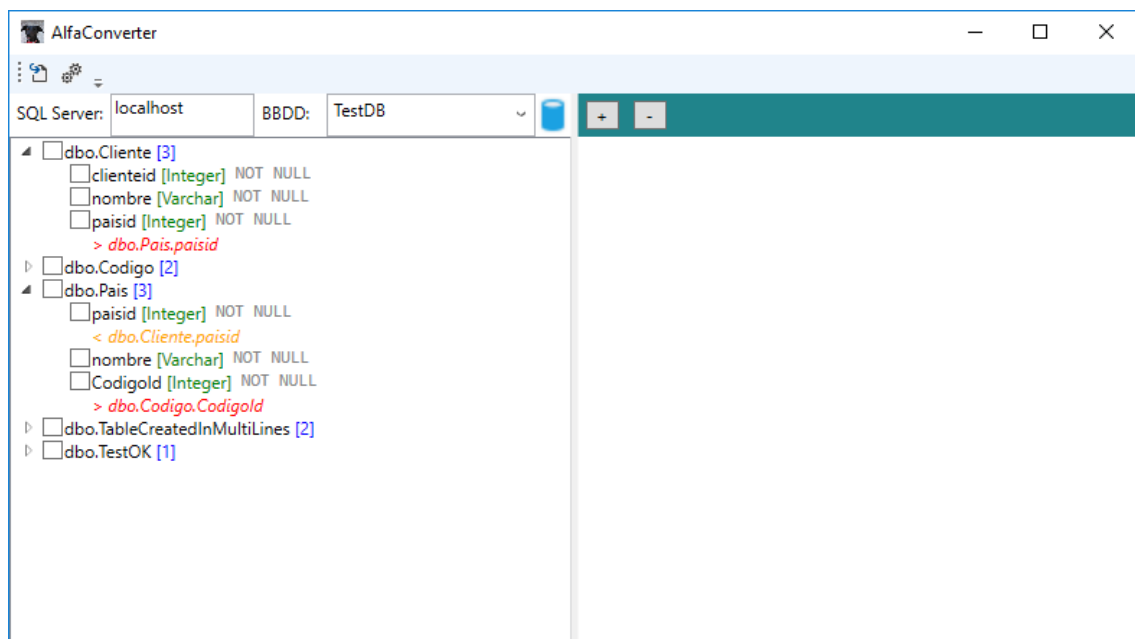 AlfaConverter
SQL Server: localhost BBDD: TestDB + -
dbo.Cliente [3]
clienteid [Integer] NOT NULL
nombre [Varchar] NOT NULL
paisid [Integer] NOT NULL
> dbo.Pais.paisid
dbo.Codigo [2]
dbo.Pais [3]
paisid [Integer] NOT NULL
< dbo.Cliente.paisid
nombre [Varchar] NOT NULL
CodigoId [Integer] NOT NULL
> dbo.Codigo.CodigoId
dbo.TableCreatedInMultiLines [2]
dbo.TestOK [1]